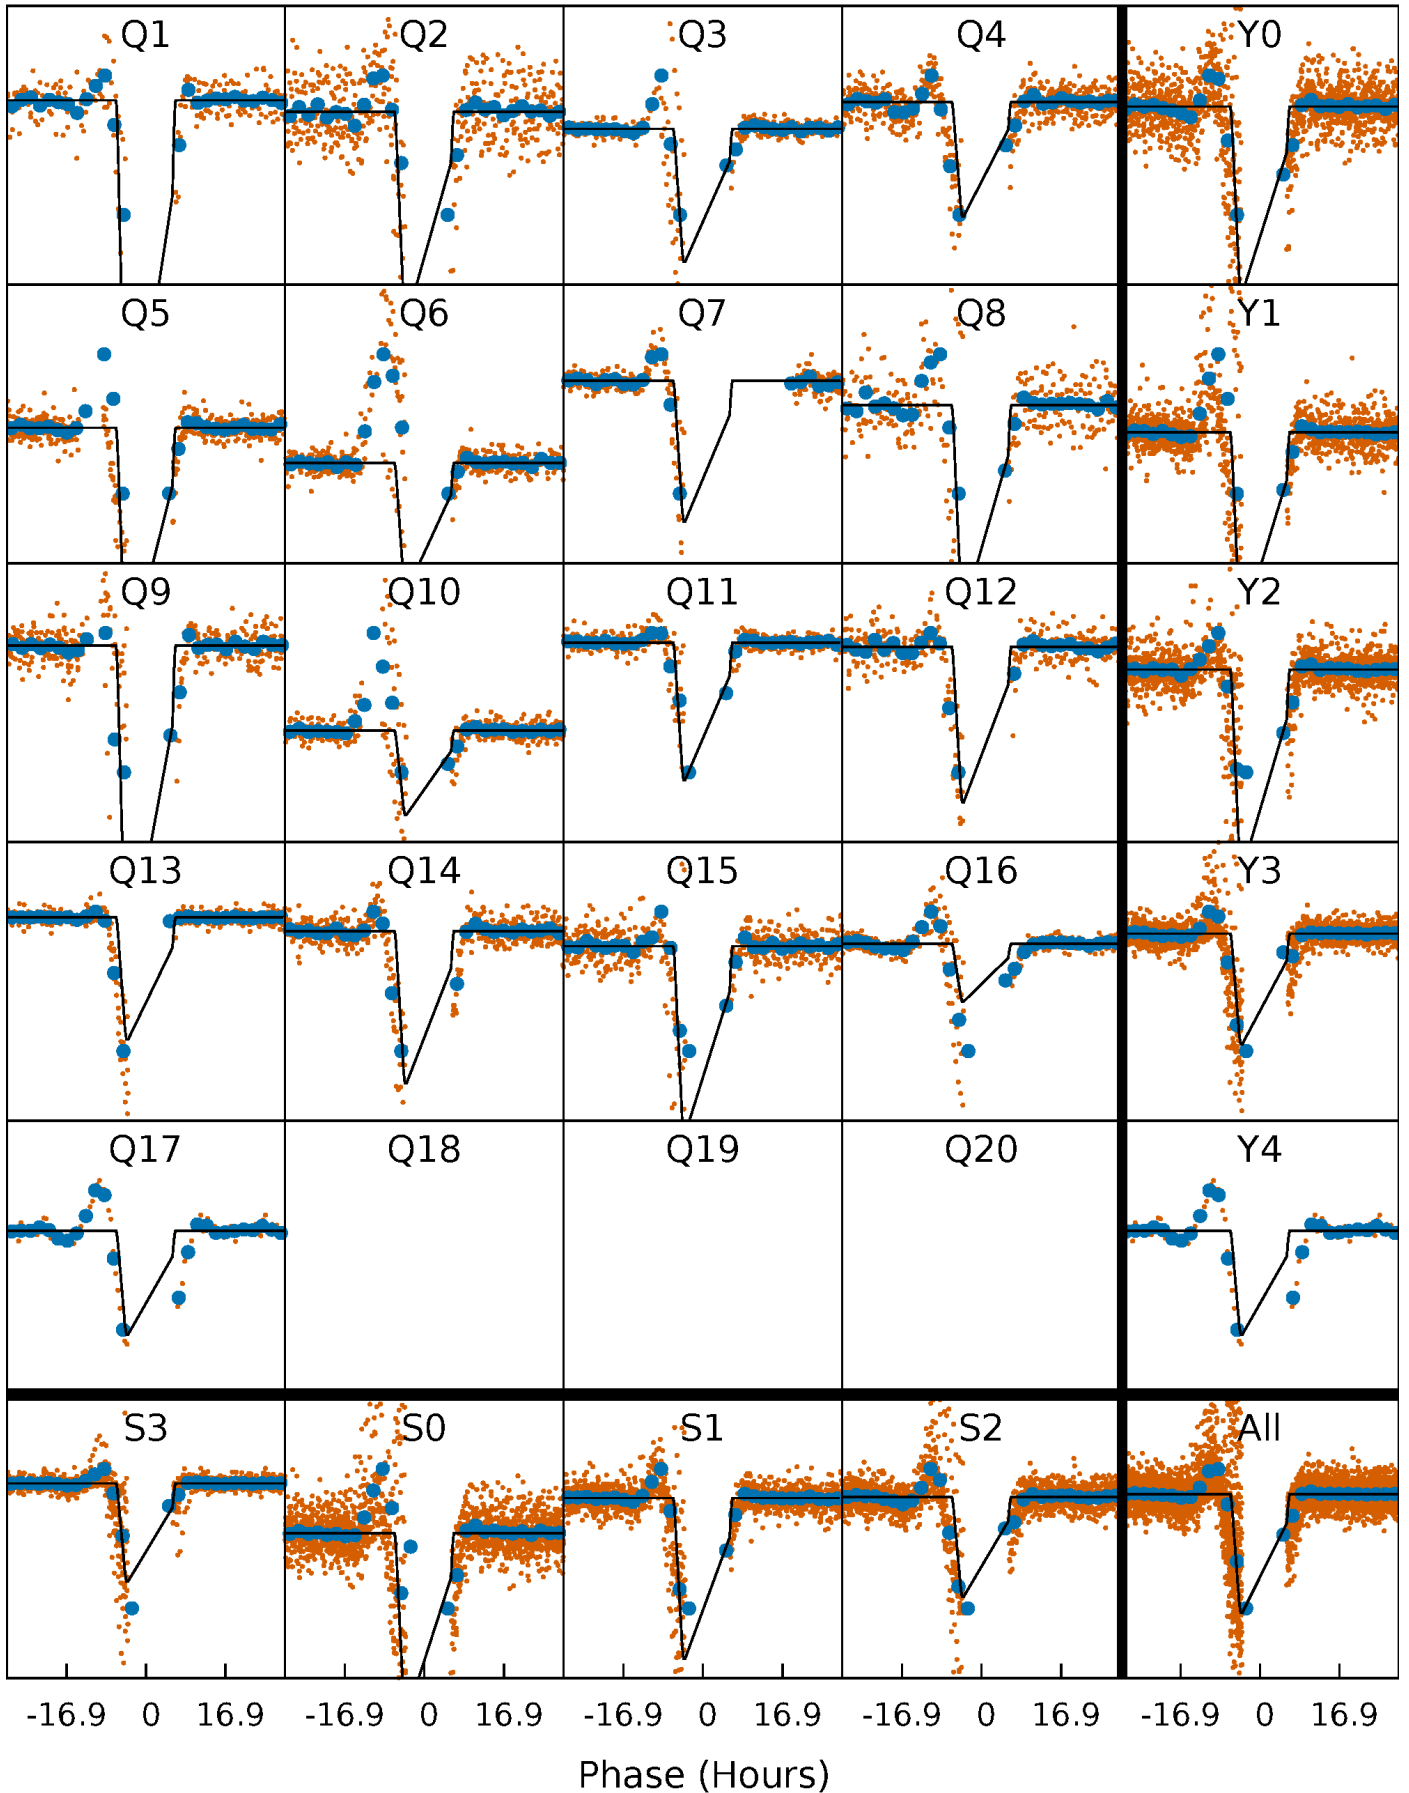 Q1 Q2 Q3 Q4 Y0
Q5 Q6 Q7 Q8 Y1
Q9 Q10 Q11 Q12 Y2
Q13 Q14 Q15 Q16 Y3
Q17 Q18 Q19 Q20 Y4
S3 S0 S1 S2 All
-16.9 0 16.9 -16.9 0 16.9 -16.9 0 16.9 -16.9 0 16.9 -16.9 0 16.9
Phase (Hours)